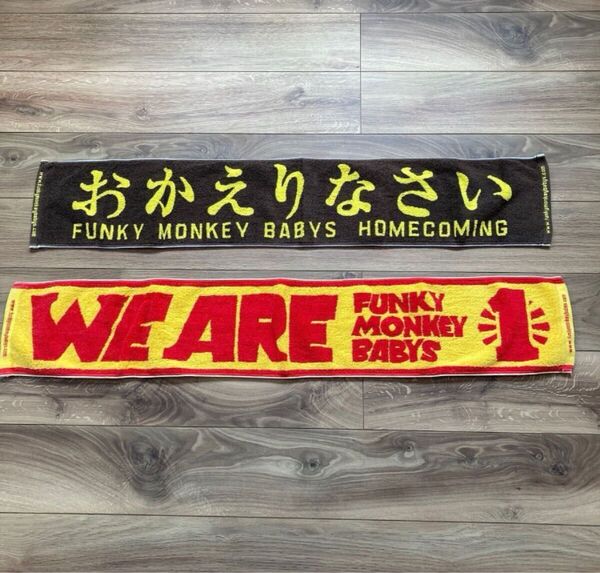 おかえりなさい
FUNKY MONKEY BABYS HOMECOMING
WE ARE
FUNKY
MONKEY
BABYS
1